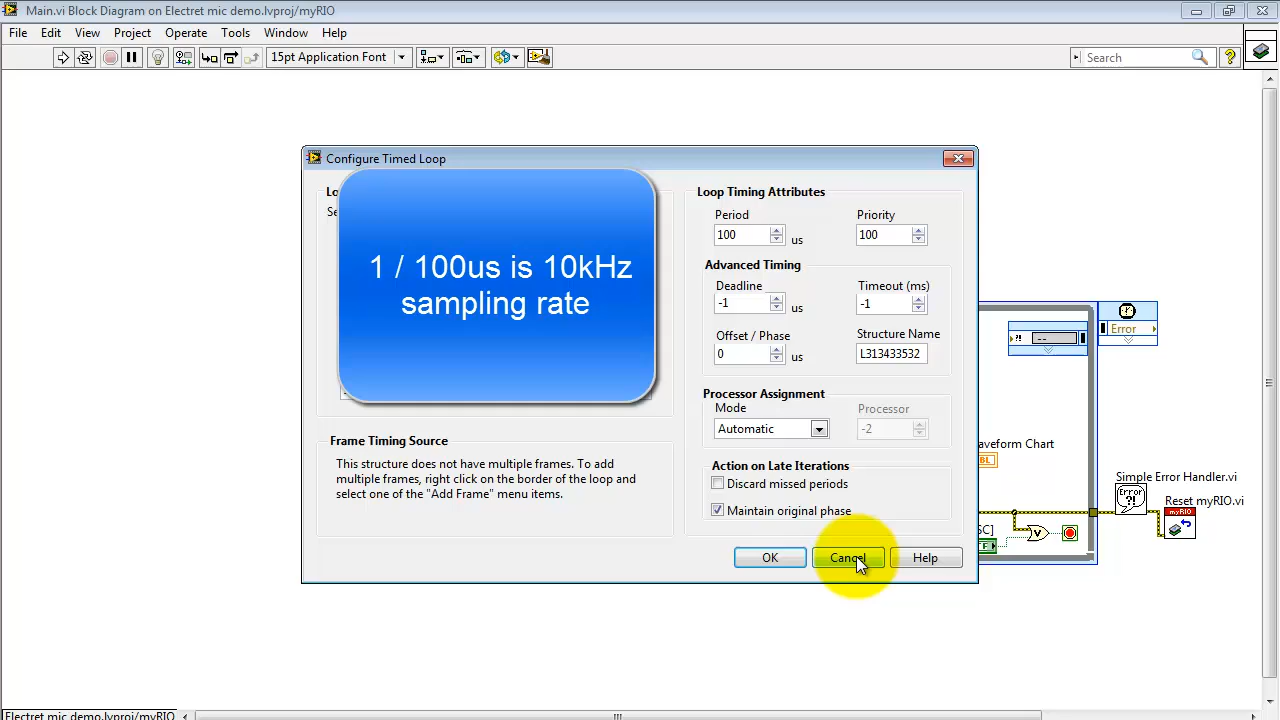 Main.vi Block Diagram on Electret mic demo.lvproj/myRIO
File Edit View Project Operate Tools Window Help
15pt Application Font
Search
?
Configure Timed Loop
Lo
Se
1 / 100us is 10kHz
sampling rate
Loop Timing Attributes
Period
Priority
100
us
100
Advanced Timing
Deadline
Timeout (ms)
-1
us
-1
Offset / Phase
Structure Name
0
us
L313433532
Processor Assignment
Mode
Processor
Automatic
-2
Action on Late Iterations
Discard missed periods
Maintain original phase
Frame Timing Source
This structure does not have multiple frames. To add
multiple frames, right click on the border of the loop and
select one of the "Add Frame" menu items.
OK
Cancel
Help
?!
--
Error
aveform Chart
BL
Simple Error Handler.vi
Error
?!
Reset myRIO.vi
myRIO
SC]
F
V
Electret mic demo.lvproj/myRIO